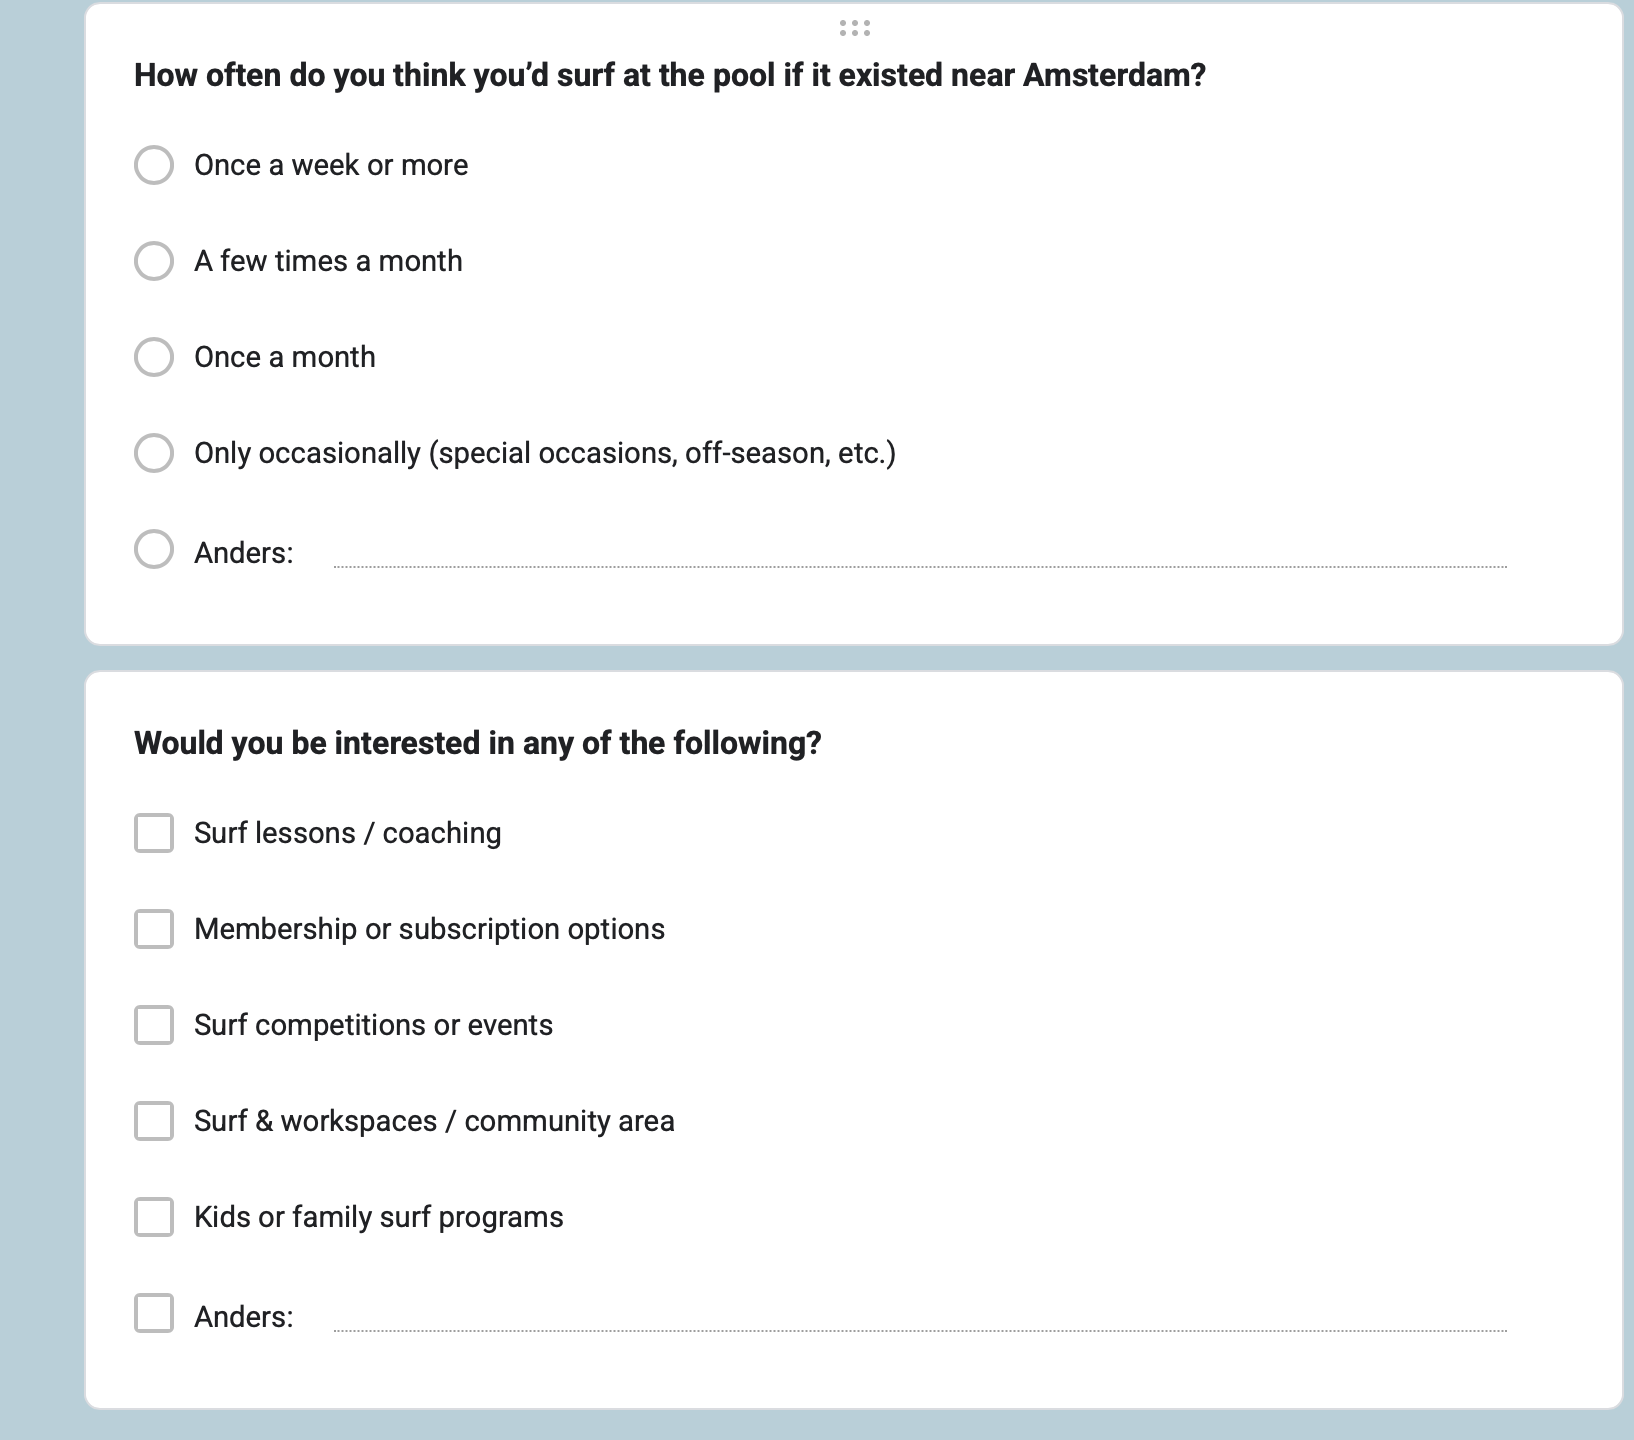 How often do you think you’d surf at the pool if it existed near Amsterdam?
Once a week or more
A few times a month
Once a month
Only occasionally (special occasions, off-season, etc.)
Anders:
Would you be interested in any of the following?
Surf lessons / coaching
Membership or subscription options
Surf competitions or events
Surf & workspaces / community area
Kids or family surf programs
Anders: